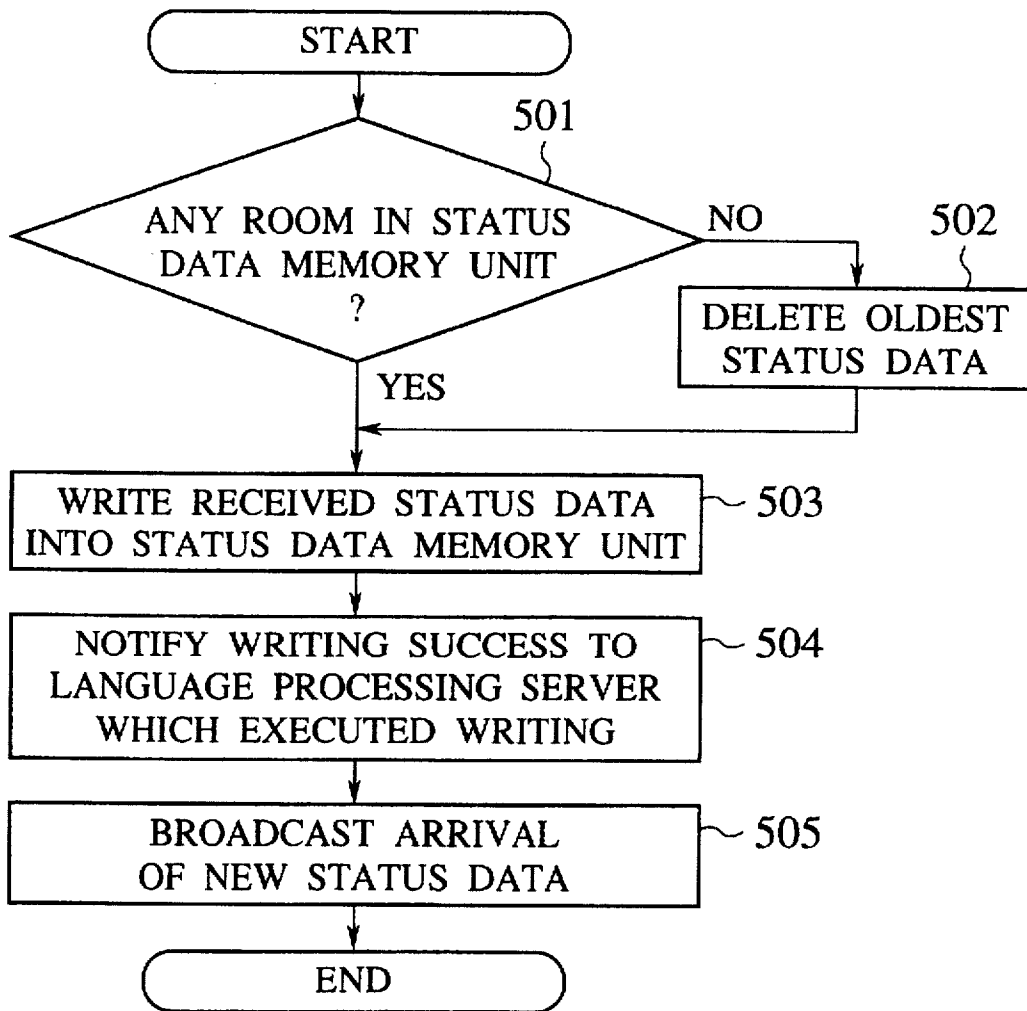 START
501
ANY ROOM IN STATUS
DATA MEMORY UNIT
?
NO
502
DELETE OLDEST
STATUS DATA
YES
WRITE RECEIVED STATUS DATA
INTO STATUS DATA MEMORY UNIT
503
NOTIFY WRITING SUCCESS TO
LANGUAGE PROCESSING SERVER
WHICH EXECUTED WRITING
504
BROADCAST ARRIVAL
OF NEW STATUS DATA
505
END